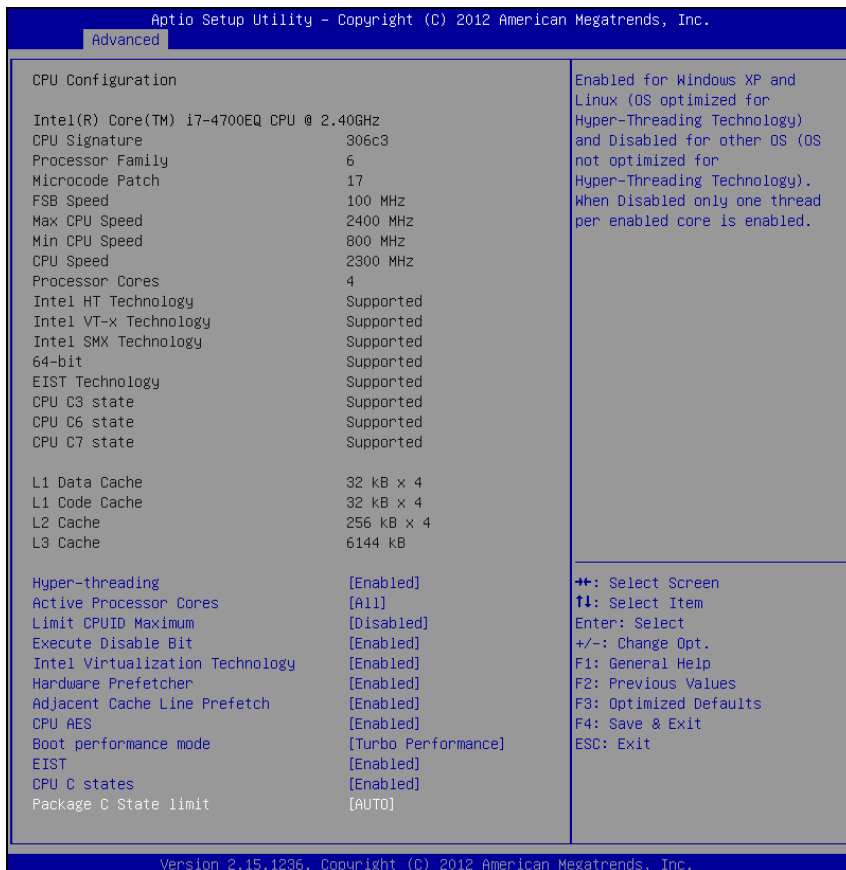 Aptio Setup Utility – Copyright (C) 2012 American Megatrends, Inc.
Advanced
CPU Configuration
Intel(R) Core(TM) i7-4700EQ CPU @ 2.40GHz
CPU Signature 306c3
Processor Family 6
Microcode Patch 17
FSB Speed 100 MHz
Max CPU Speed 2400 MHz
Min CPU Speed 800 MHz
CPU Speed 2300 MHz
Processor Cores 4
Intel HT Technology Supported
Intel VT-x Technology Supported
Intel SMX Technology Supported
64-bit Supported
EIST Technology Supported
CPU C3 state Supported
CPU C6 state Supported
CPU C7 state Supported
L1 Data Cache 32 kB x 4
L1 Code Cache 32 kB x 4
L2 Cache 256 kB x 4
L3 Cache 6144 kB
Hyper-threading [Enabled]
Active Processor Cores [All]
Limit CPUID Maximum [Disabled]
Execute Disable Bit [Enabled]
Intel Virtualization Technology [Enabled]
Hardware Prefetcher [Enabled]
Adjacent Cache Line Prefetch [Enabled]
CPU AES [Enabled]
Boot performance mode [Turbo Performance]
EIST [Enabled]
CPU C states [Enabled]
Package C State limit [AUTO]
Enabled for Windows XP and
Linux (OS optimized for
Hyper-Threading Technology)
and Disabled for other OS (OS
not optimized for
Hyper-Threading Technology).
When Disabled only one thread
per enabled core is enabled.
→←: Select Screen
↑↓: Select Item
Enter: Select
+/-: Change Opt.
F1: General Help
F2: Previous Values
F3: Optimized Defaults
F4: Save & Exit
ESC: Exit
Version 2.15.1236. Copyright (C) 2012 American Megatrends, Inc.